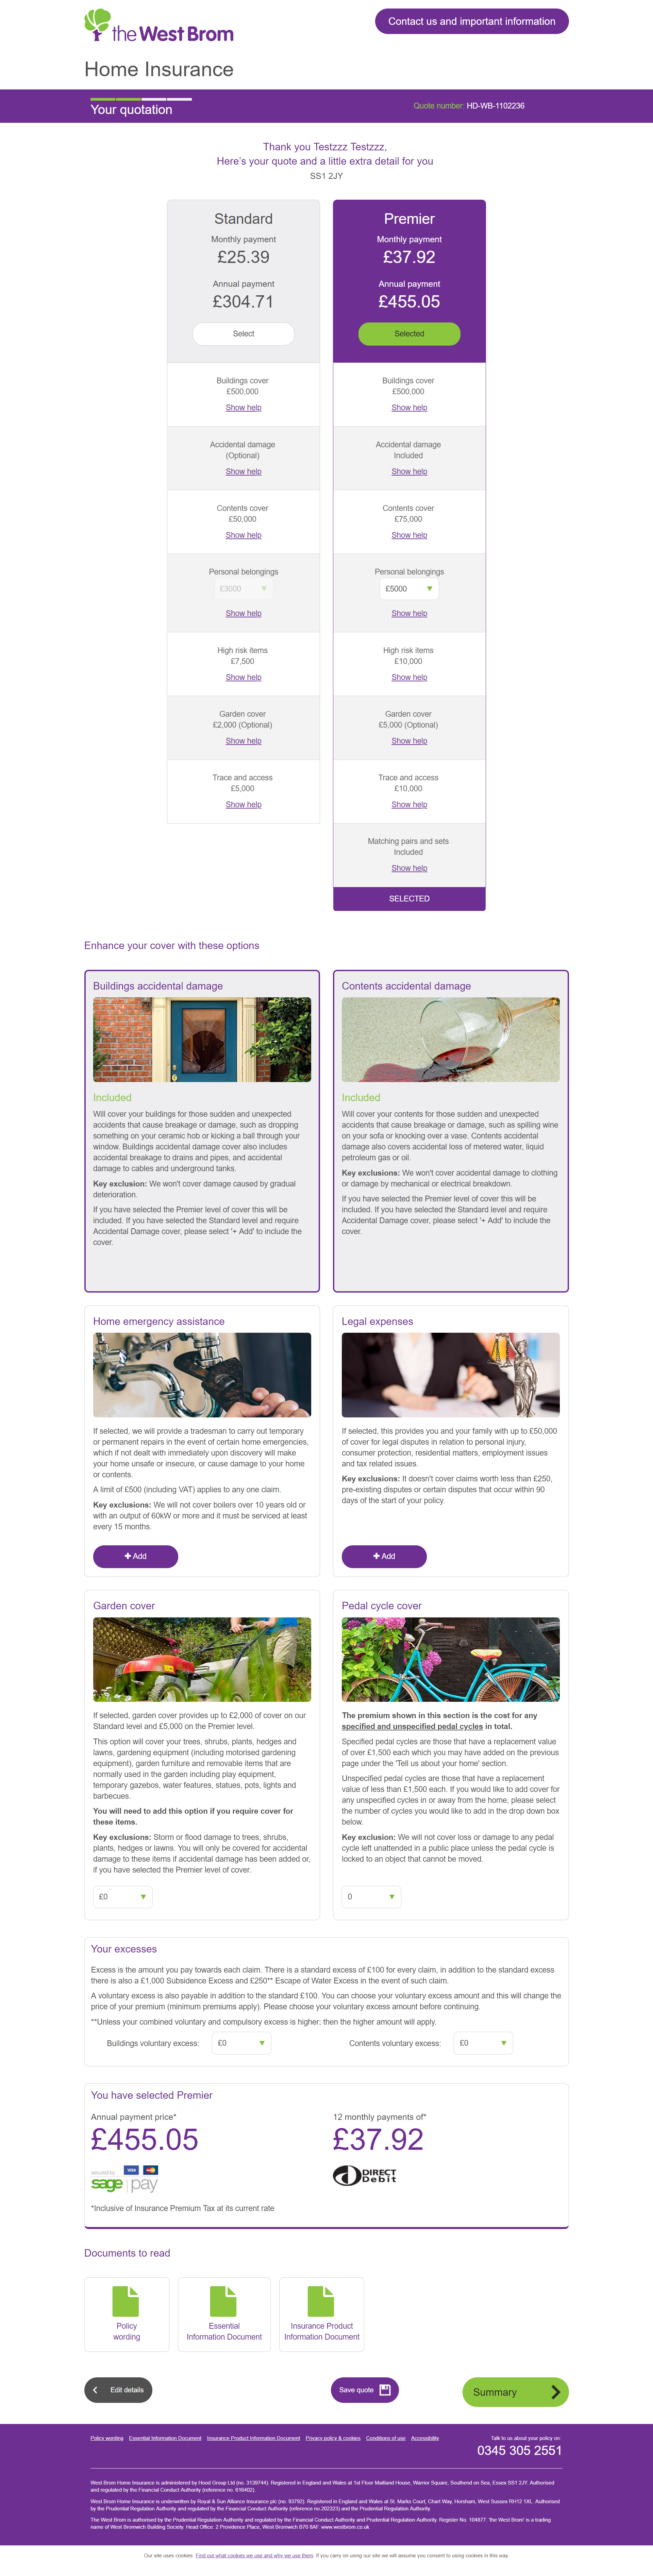 the West Brom
Contact us and important information
Home Insurance
Your quotation
Quote number: HD-WB-1102236
Thank you Testzzz Testzzz,
Here's your quote and a little extra detail for you
SS1 2JY
Standard
Monthly payment
£25.39
Annual payment
£304.71
Select
Buildings cover
£500,000
Show help
Accidental damage
(Optional)
Show help
Contents cover
£50,000
Show help
Personal belongings
£3000
Show help
High risk items
£7,500
Show help
Garden cover
£2,000 (Optional)
Show help
Trace and access
£5,000
Show help
Premier
Monthly payment
£37.92
Annual payment
£455.05
Selected
Buildings cover
£500,000
Show help
Accidental damage
Included
Show help
Contents cover
£75,000
Show help
Personal belongings
£5000
Show help
High risk items
£10,000
Show help
Garden cover
£5,000 (Optional)
Show help
Trace and access
£10,000
Show help
Matching pairs and sets
Included
Show help
SELECTED
Enhance your cover with these options
Buildings accidental damage
Included
Will cover your buildings for those sudden and unexpected
accidents that cause breakage or damage, such as dropping
something on your ceramic hob or kicking a ball through your
window. Buildings accidental damage cover also includes
accidental breakage to drains and pipes, and accidental
damage to cables and underground tanks.
Key exclusion: We won't cover damage caused by gradual
deterioration.
If you have selected the Premier level of cover this will be
included. If you have selected the Standard level and require
Accidental Damage cover, please select '+ Add' to include the
cover.
Contents accidental damage
Included
Will cover your contents for those sudden and unexpected
accidents that cause breakage or damage, such as spilling wine
on your sofa or knocking over a vase. Contents accidental
damage also covers accidental loss of metered water, liquid
petroleum gas or oil.
Key exclusions: We won't cover accidental damage to clothing
or damage by mechanical or electrical breakdown.
If you have selected the Premier level of cover this will be
included. If you have selected the Standard level and require
Accidental Damage cover, please select '+ Add' to include the
cover.
Home emergency assistance
If selected, we will provide a tradesman to carry out temporary
or permanent repairs in the event of certain home emergencies,
which if not dealt with immediately upon discovery will make
your home unsafe or insecure, or cause damage to your home
or contents.
A limit of £500 (including VAT) applies to any one claim.
Key exclusions: We will not cover boilers over 10 years old or
with an output of 60kW or more and it must be serviced at least
every 15 months.
+ Add
Legal expenses
If selected, this provides you and your family with up to £50,000
of cover for legal disputes in relation to personal injury,
consumer protection, residential matters, employment issues
and tax related issues.
Key exclusions: It doesn't cover claims worth less than £250,
pre-existing disputes or certain disputes that occur within 90
days of the start of your policy.
+ Add
Garden cover
If selected, garden cover provides up to £2,000 of cover on our
Standard level and £5,000 on the Premier level.
This option will cover your trees, shrubs, plants, hedges and
lawns, gardening equipment (including motorised gardening
equipment), garden furniture and removable items that are
normally used in the garden including play equipment,
temporary gazebos, water features, statues, pots, lights and
barbecues.
You will need to add this option if you require cover for
these items.
Key exclusions: Storm or flood damage to trees, shrubs,
plants, hedges or lawns. You will only be covered for accidental
damage to these items if accidental damage has been added or,
if you have selected the Premier level of cover.
£0
Pedal cycle cover
The premium shown in this section is the cost for any
specified and unspecified pedal cycles in total.
Specified pedal cycles are those that have a replacement value
of over £1,500 each which you may have added on the previous
page under the 'Tell us about your home' section.
Unspecified pedal cycles are those that have a replacement
value of less than £1,500 each. If you would like to add cover for
any unspecified cycles in or away from the home, please select
the number of cycles you would like to add in the drop down box
below.
Key exclusion: We will not cover loss or damage to any pedal
cycle left unattended in a public place unless the pedal cycle is
locked to an object that cannot be moved.
0
Your excesses
Excess is the amount you pay towards each claim. There is a standard excess of £100 for every claim, in addition to the standard excess
there is also a £1,000 Subsidence Excess and £250** Escape of Water Excess in the event of such claim.
A voluntary excess is also payable in addition to the standard £100. You can choose your voluntary excess amount and this will change the
price of your premium (minimum premiums apply). Please choose your voluntary excess amount before continuing.
**Unless your combined voluntary and compulsory excess is higher; then the higher amount will apply.
Buildings voluntary excess: £0
Contents voluntary excess: £0
You have selected Premier
Annual payment price*
£455.05
secured by
VISA
sage pay
12 monthly payments of*
£37.92
DIRECT
Debit
*Inclusive of Insurance Premium Tax at its current rate
Documents to read
Policy
wording
Essential
Information Document
Insurance Product
Information Document
Edit details
Save quote
Summary
Policy wording Essential Information Document Insurance Product Information Document Privacy policy & cookies Conditions of use Accessibility
Talk to us about your policy on:
0345 305 2551
West Brom Home Insurance is administered by Hood Group Ltd (no. 3139744). Registered in England and Wales at 1st Floor Maitland House, Warrior Square, Southend on Sea, Essex SS1 2JY. Authorised
and regulated by the Financial Conduct Authority (reference no. 616402).
West Brom Home Insurance is underwritten by Royal & Sun Alliance Insurance plc (no. 93792). Registered in England and Wales at St. Marks Court, Chart Way, Horsham, West Sussex RH12 1XL. Authorised
by the Prudential Regulation Authority and regulated by the Financial Conduct Authority (reference no.202323) and the Prudential Regulation Authority.
The West Brom is authorised by the Prudential Regulation Authority and regulated by the Financial Conduct Authority and Prudential Regulation Authority. Register No. 104877. 'the West Brom' is a trading
name of West Bromwich Building Society. Head Office: 2 Providence Place, West Bromwich B70 8AF. www.westbrom.co.uk
Our site uses cookies. Find out what cookies we use and why we use them. If you carry on using our site we will assume you consent to using cookies in this way.